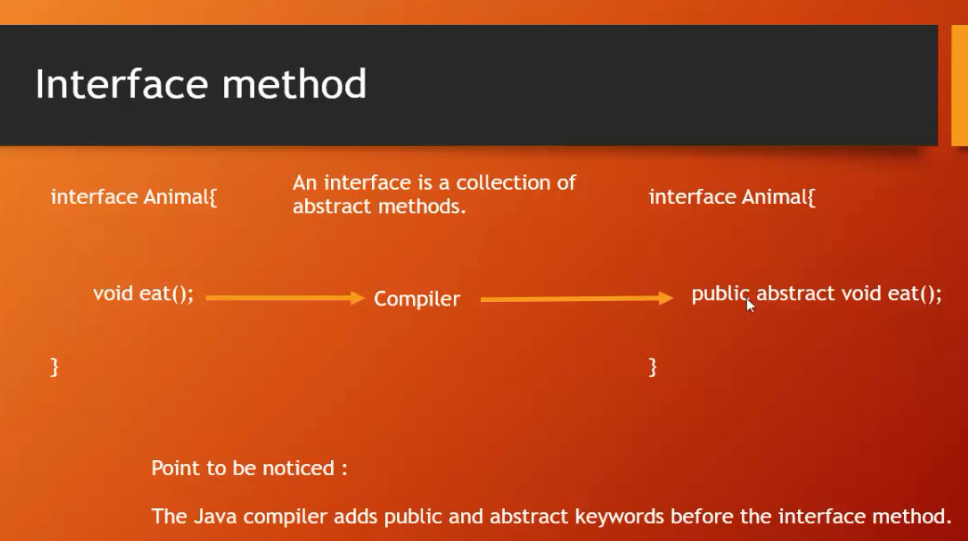 Interface method
interface Animal{
An interface is a collection of
abstract methods.
interface Animal{
void eat();
Compiler
public abstract void eat();
}
}
Point to be noticed :
The Java compiler adds public and abstract keywords before the interface method.